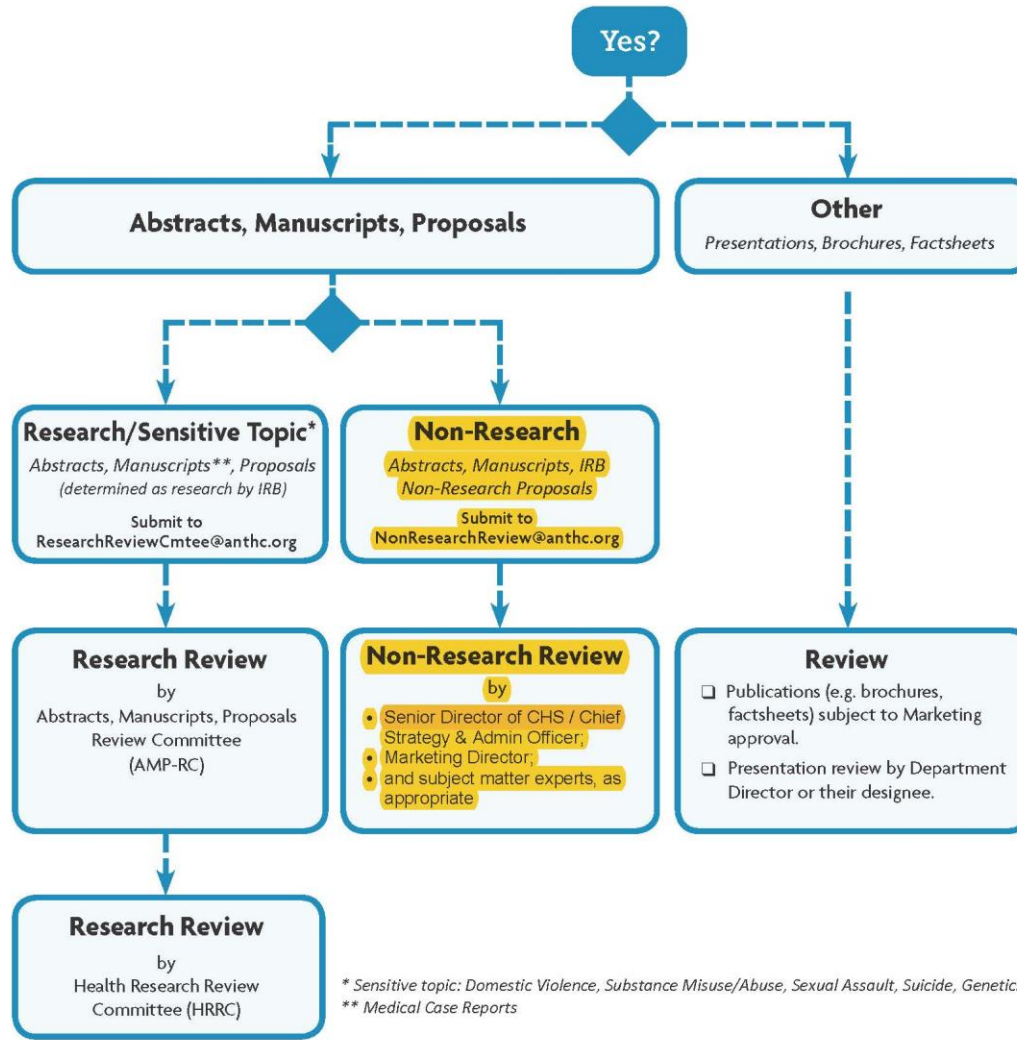 Yes?
Abstracts, Manuscripts, Proposals
Other
Presentations, Brochures, Factsheets
Research/Sensitive Topic*
Abstracts, Manuscripts**, Proposals
(determined as research by IRB)
Submit to
ResearchReviewCmtee@anthc.org
Non-Research
Abstracts, Manuscripts, IRB
Non-Research Proposals
Submit to
NonResearchReview@anthc.org
Research Review
by
Abstracts, Manuscripts, Proposals
Review Committee
(AMP-RC)
Non-Research Review
by
• Senior Director of CHS / Chief
Strategy & Admin Officer;
• Marketing Director;
• and subject matter experts, as
appropriate
Review
❑ Publications (e.g. brochures,
factsheets) subject to Marketing
approval.
❑ Presentation review by Department
Director or their designee.
Research Review
by
Health Research Review
Committee (HRRC)
* Sensitive topic: Domestic Violence, Substance Misuse/Abuse, Sexual Assault, Suicide, Genetic
** Medical Case Reports